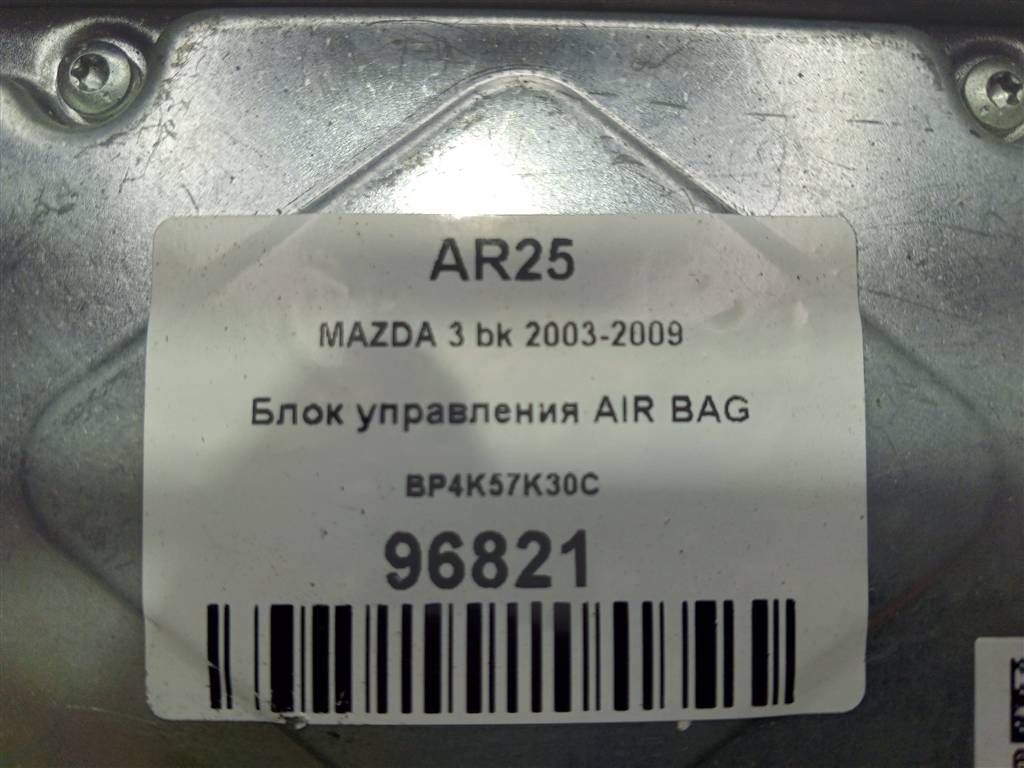 AR25
MAZDA 3 bk 2003-2009
Блок управления AIR BAG
BP4K57K30C
96821